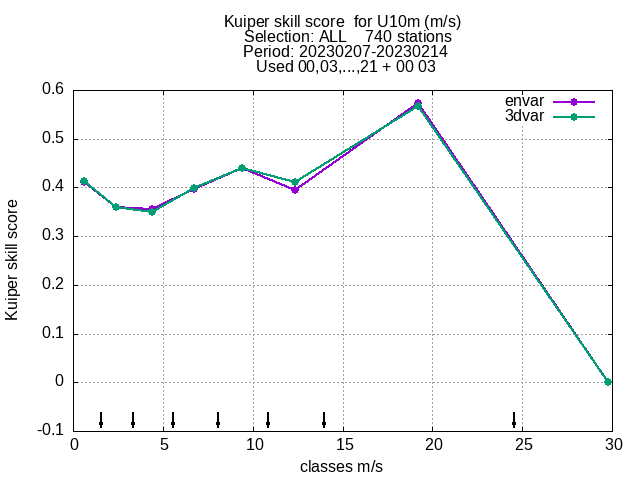 Kuiper skill score  for U10m (m/s)
Selection: ALL    740 stations
Period: 20230207-20230214
Used 00,03,...,21 + 00 03
envar
3dvar
0.6
0.5
0.4
0.3
0.2
0.1
0
-0.1
Kuiper skill score
0 5 10 15 20 25 30
classes m/s